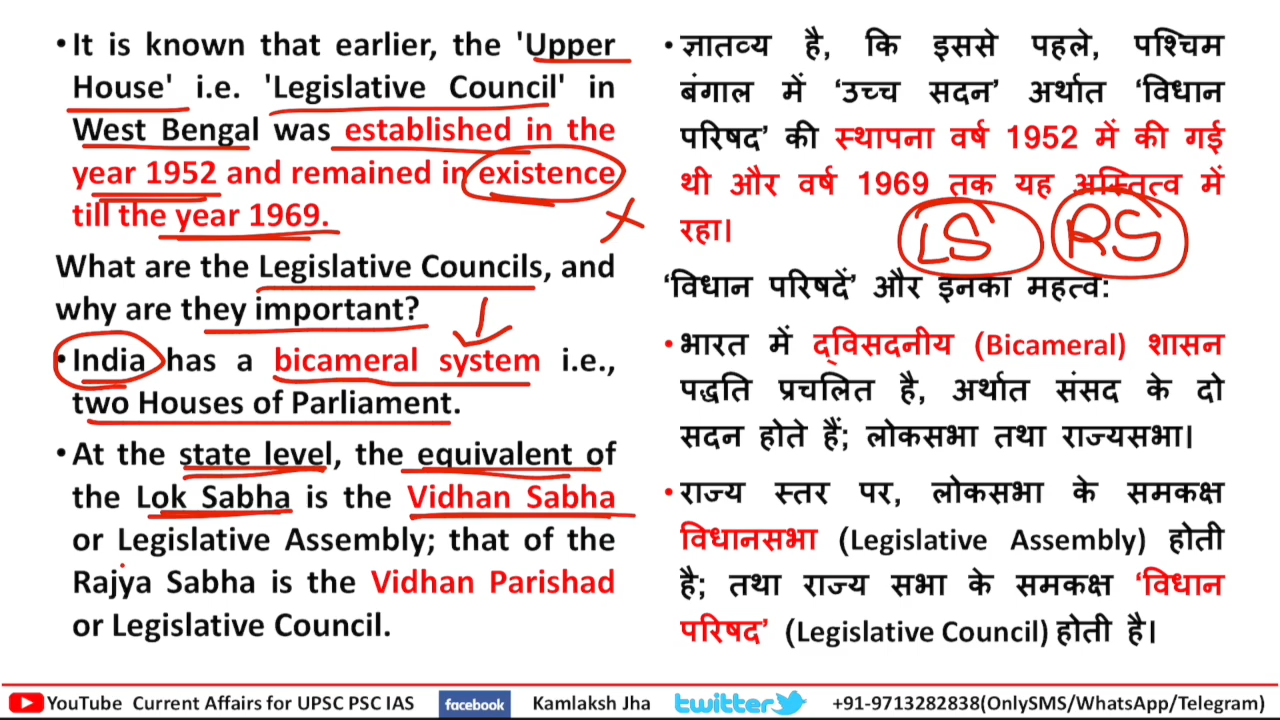 •It is known that earlier, the 'Upper
House' i.e. 'Legislative Council' in
West Bengal was established in the
year 1952 and remained in existence
till the year 1969.
What are the Legislative Councils, and
why are they important?
•India has a bicameral system i.e.,
two Houses of Parliament.
•At the state level, the equivalent of
the Lok Sabha is the Vidhan Sabha
or Legislative Assembly; that of the
Rajya Sabha is the Vidhan Parishad
or Legislative Council.
• ज्ञातव्य है, कि इससे पहले, पश्चिम
बंगाल में ‘उच्च सदन’ अर्थात ‘विधान
परिषद’ की स्थापना वर्ष 1952 में की गई
थी और वर्ष 1969 तक यह अस्तित्व में
रहा।
LS RS
‘विधान परिषदें’ और इनका महत्व:
•भारत में द्विसदनीय (Bicameral) शासन
पद्धति प्रचलित है, अर्थात संसद के दो
सदन होते हैं; लोकसभा तथा राज्यसभा।
•राज्य स्तर पर, लोकसभा के समकक्ष
विधानसभा (Legislative Assembly) होती
है; तथा राज्य सभा के समकक्ष ‘विधान
परिषद’ (Legislative Council) होती है।
YouTube Current Affairs for UPSC PSC IAS facebook Kamlaksh Jha twitter +91-9713282838(OnlySMS/WhatsApp/Telegram)